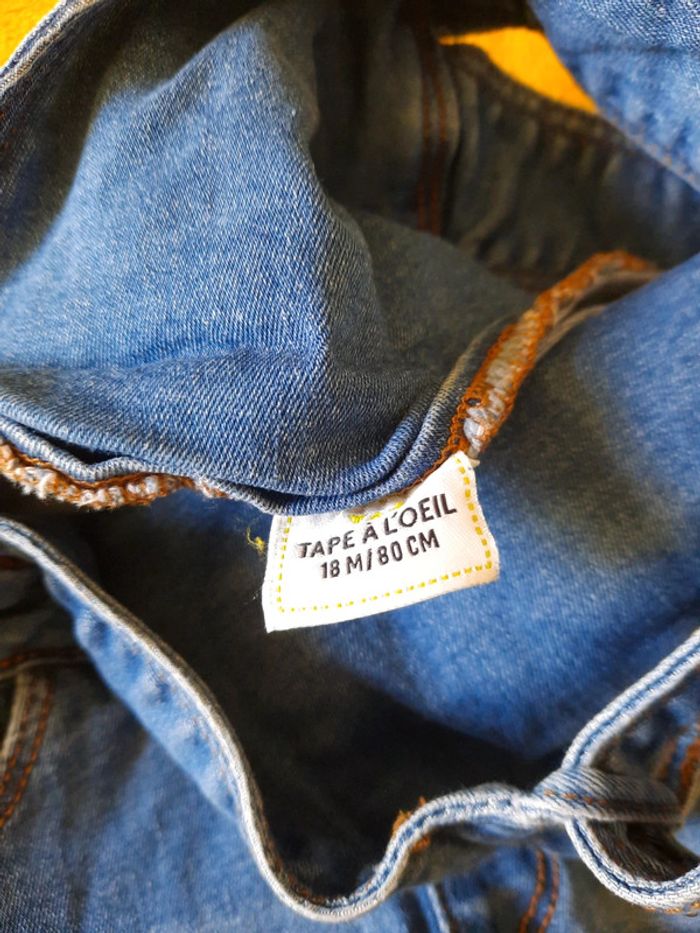 TAPE À L'OEIL
18 M/80 CM